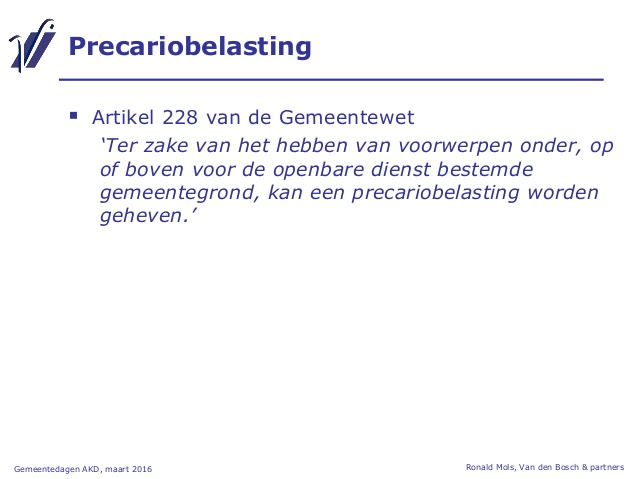 Precariobelasting
▪ Artikel 228 van de Gemeentewet
‘Ter zake van het hebben van voorwerpen onder, op
of boven voor de openbare dienst bestemde
gemeentegrond, kan een precariobelasting worden
geheven.’
Gemeentedagen AKD, maart 2016
Ronald Mols, Van den Bosch & partners